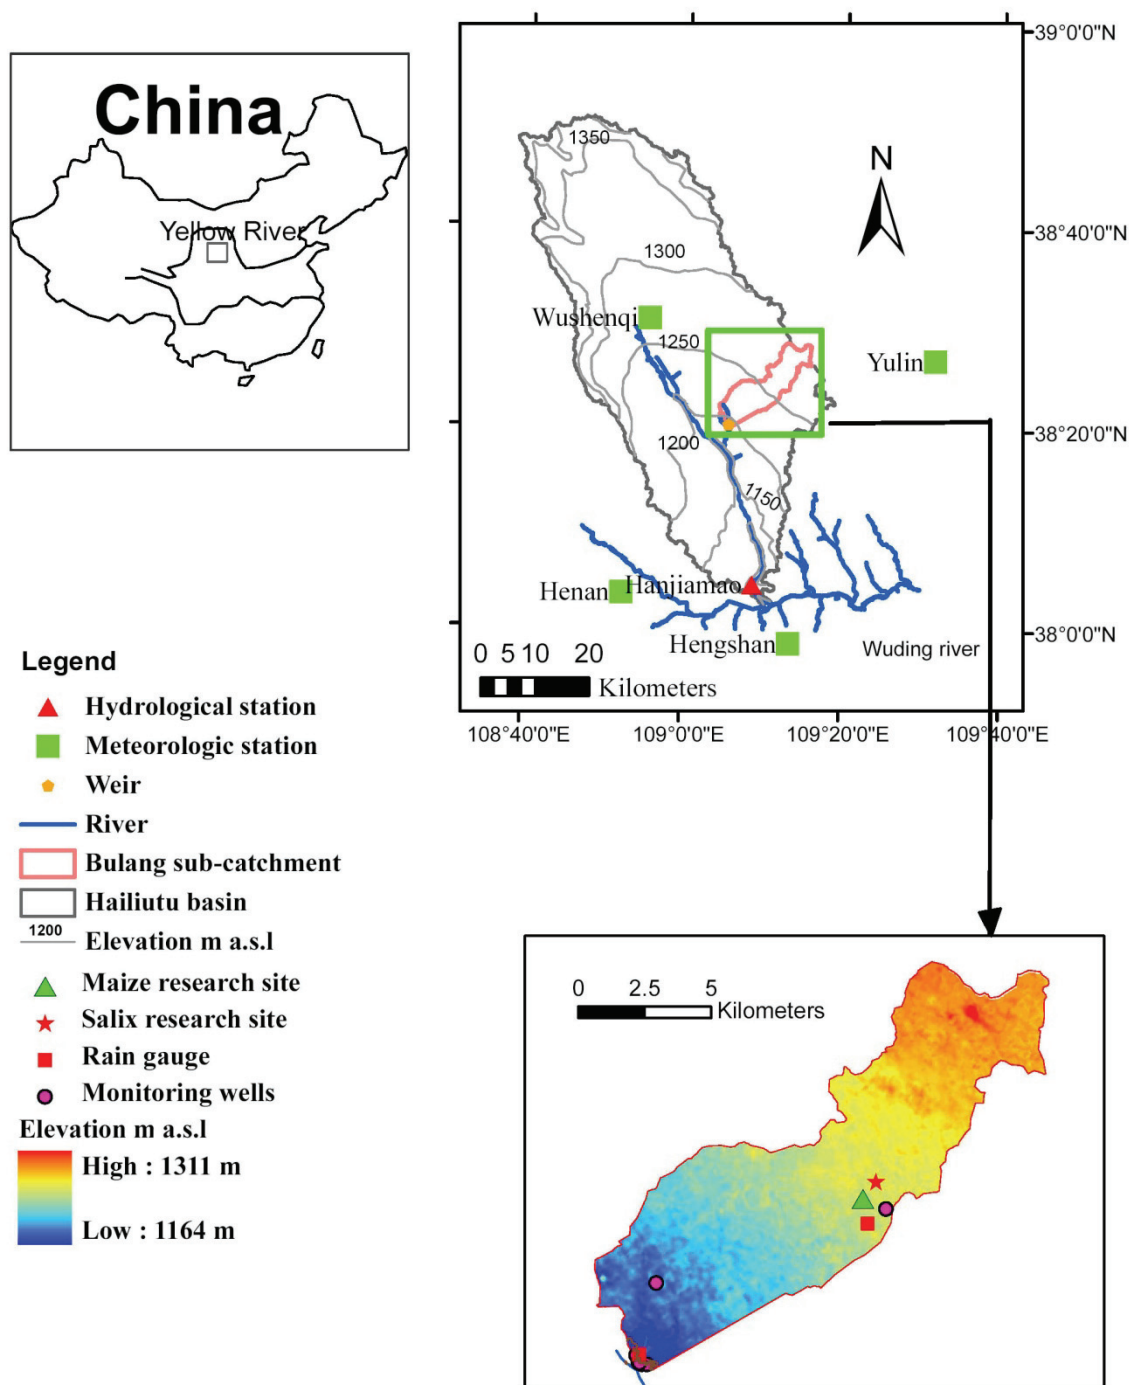 China
Yellow River
39°0'0"N
38°40'0"N
38°20'0"N
38°0'0"N
N
1350
1300
Wushenqi
1250
Yulin
1200
1150
Henan
Hanjiamao
Hengshan
Wuding river
0 5 10 20
Kilometers
108°40'0"E
109°0'0"E
109°20'0"E
109°40'0"E
Legend
Hydrological station
Meteorologic station
Weir
River
Bulang sub-catchment
Hailiutu basin
1200
Elevation m a.s.l
Maize research site
Salix research site
Rain gauge
Monitoring wells
Elevation m a.s.l
High : 1311 m
Low : 1164 m
0 2.5 5
Kilometers